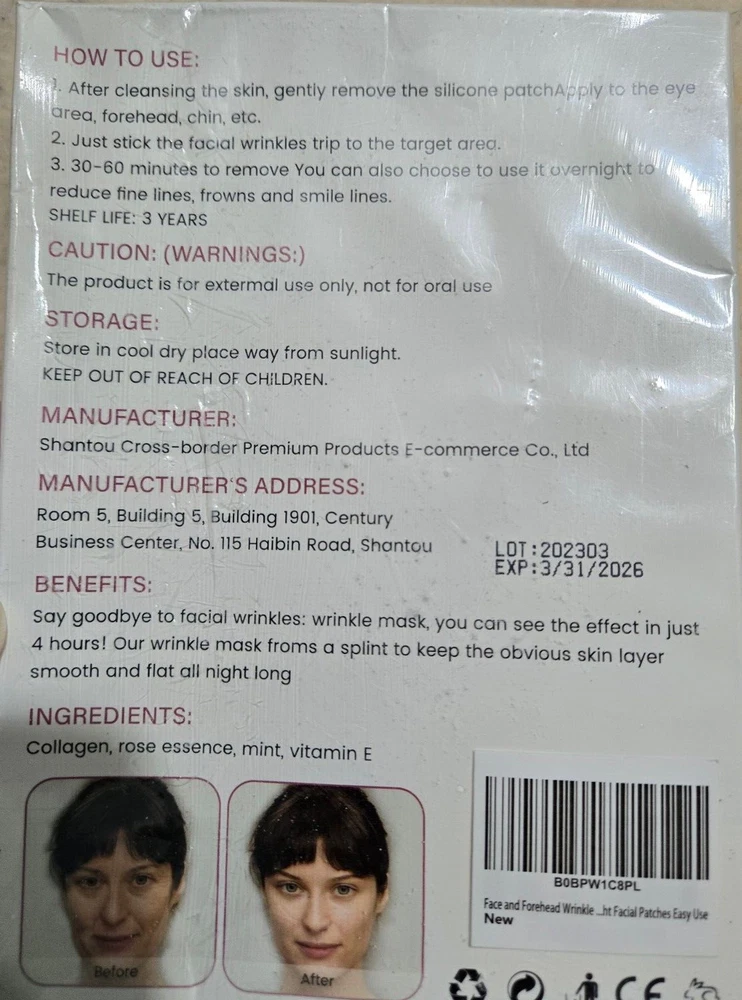 HOW TO USE:
1. After cleansing the skin, gently remove the silicone patchApply to the eye
area, forehead, chin, etc.
2. Just stick the facial wrinkles trip to the target area.
3. 30-60 minutes to remove You can also choose to use it overnight to
reduce fine lines, frowns and smile lines.
SHELF LIFE: 3 YEARS
CAUTION: (WARNINGS:)
The product is for extermal use only, not for oral use
STORAGE:
Store in cool dry place way from sunlight.
KEEP OUT OF REACH OF CHILDREN.
MANUFACTURER:
Shantou Cross-border Premium Products E-commerce Co., Ltd
MANUFACTURER'S ADDRESS:
Room 5, Building 5, Building 1901, Century
Business Center, No. 115 Haibin Road, Shantou
LOT:202303
EXP:3/31/2026
BENEFITS:
Say goodbye to facial wrinkles: wrinkle mask, you can see the effect in just
4 hours! Our wrinkle mask froms a splint to keep the obvious skin layer
smooth and flat all night long
INGREDIENTS:
Collagen, rose essence, mint, vitamin E
Before
After
B0BPW1C8PL
Face and Forehead Wrinkle ...ht Facial Patches Easy Use
New
CE